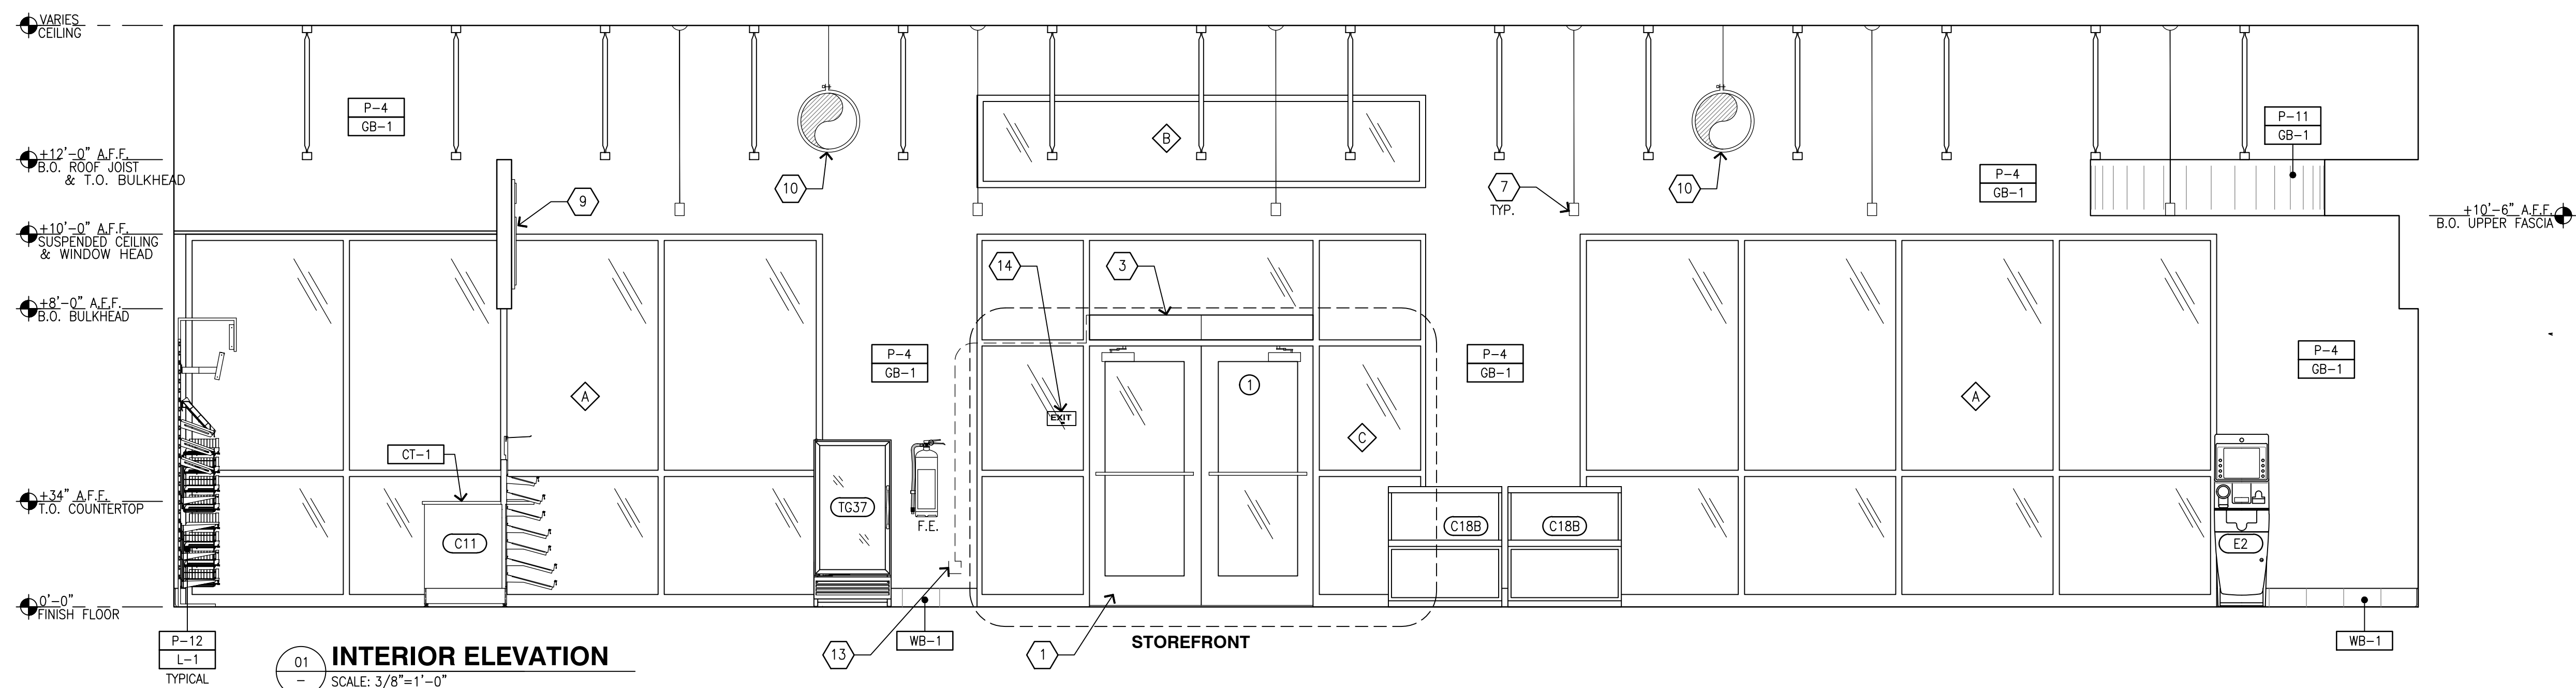 VARIES
CEILING
+12'-0" A.F.F.
B.O. ROOF JOIST
& T.O. BULKHEAD
+10'-0" A.F.F.
SUSPENDED CEILING
& WINDOW HEAD
+8'-0" A.F.F.
B.O. BULKHEAD
+34" A.F.F.
T.O. COUNTERTOP
0'-0"
FINISH FLOOR
P-4
GB-1
9
10
B
7
TYP.
10
P-4
GB-1
P-11
GB-1
+10'-6" A.F.F.
B.O. UPPER FASCIA
14
3
A
P-4
GB-1
EXIT
1
C
P-4
GB-1
A
P-4
GB-1
CT-1
C11
TG37
F.E.
C18B
C18B
E2
P-12
L-1
TYPICAL
13
WB-1
1
STOREFRONT
WB-1
01
-
INTERIOR ELEVATION
SCALE: 3/8"=1'-0"